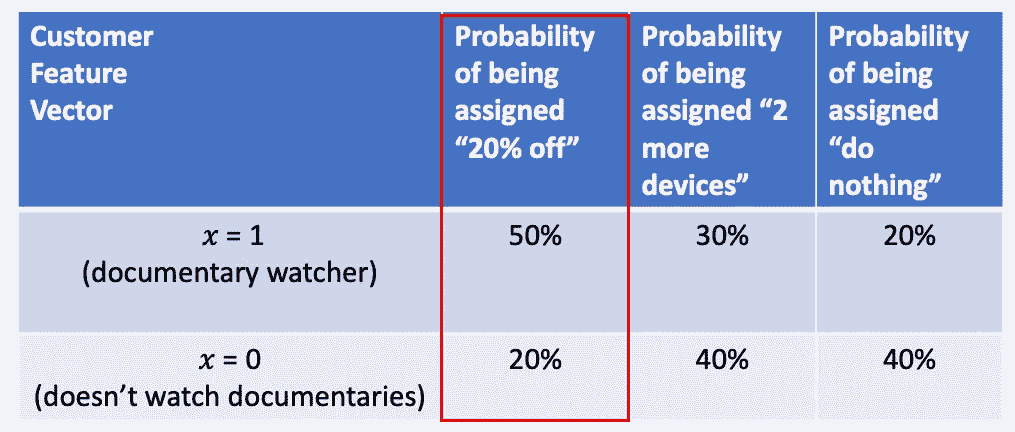 Customer
Feature
Vector
Probability
of being
assigned
“20% off”
Probability
of being
assigned “2
more
devices”
Probability
of being
assigned
“do
nothing”
x = 1
(documentary watcher)
50%
30%
20%
x = 0
(doesn’t watch documentaries)
20%
40%
40%